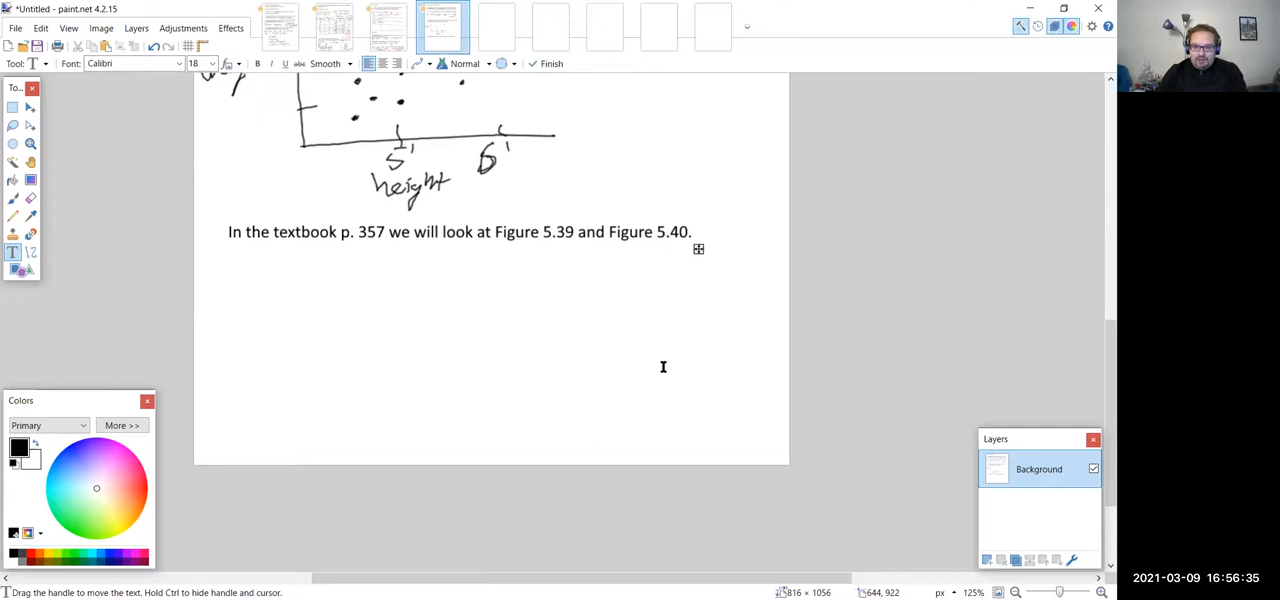 *Untitled - paint.net 4.2.15
File Edit View Image Layers Adjustments Effects
Tool: T Font: Calibri 18 B I U abc Smooth Normal Finish
To...
5' 6'
height
In the textbook p. 357 we will look at Figure 5.39 and Figure 5.40.
Colors
Primary More >>
Layers
Background
2021-03-09 16:56:35
Drag the handle to move the text. Hold Ctrl to hide handle and cursor. 816 × 1056 644, 922 px 125%